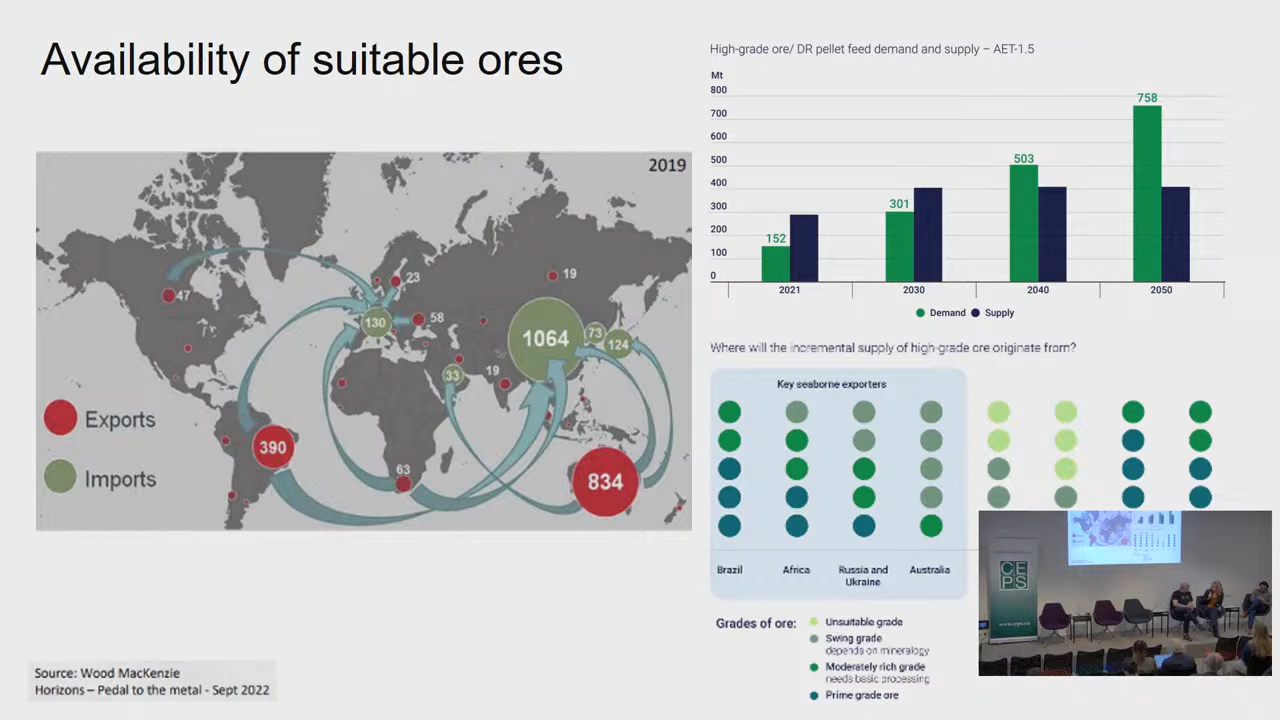 Availability of suitable ores
2019
47
23
19
130
58
1064
73
124
33
19
390
63
834
Exports
Imports
Source: Wood MacKenzie
Horizons – Pedal to the metal - Sept 2022
High-grade ore/ DR pellet feed demand and supply – AET-1.5
Mt
800
700
600
500
400
300
200
100
0
152
301
503
758
2021
2030
2040
2050
Demand
Supply
Where will the incremental supply of high-grade ore originate from?
Key seaborne exporters
Brazil
Africa
Russia and
Ukraine
Australia
Grades of ore:
Unsuitable grade
Swing grade
depends on mineralogy
Moderately rich grade
needs basic processing
Prime grade ore
CE
PS